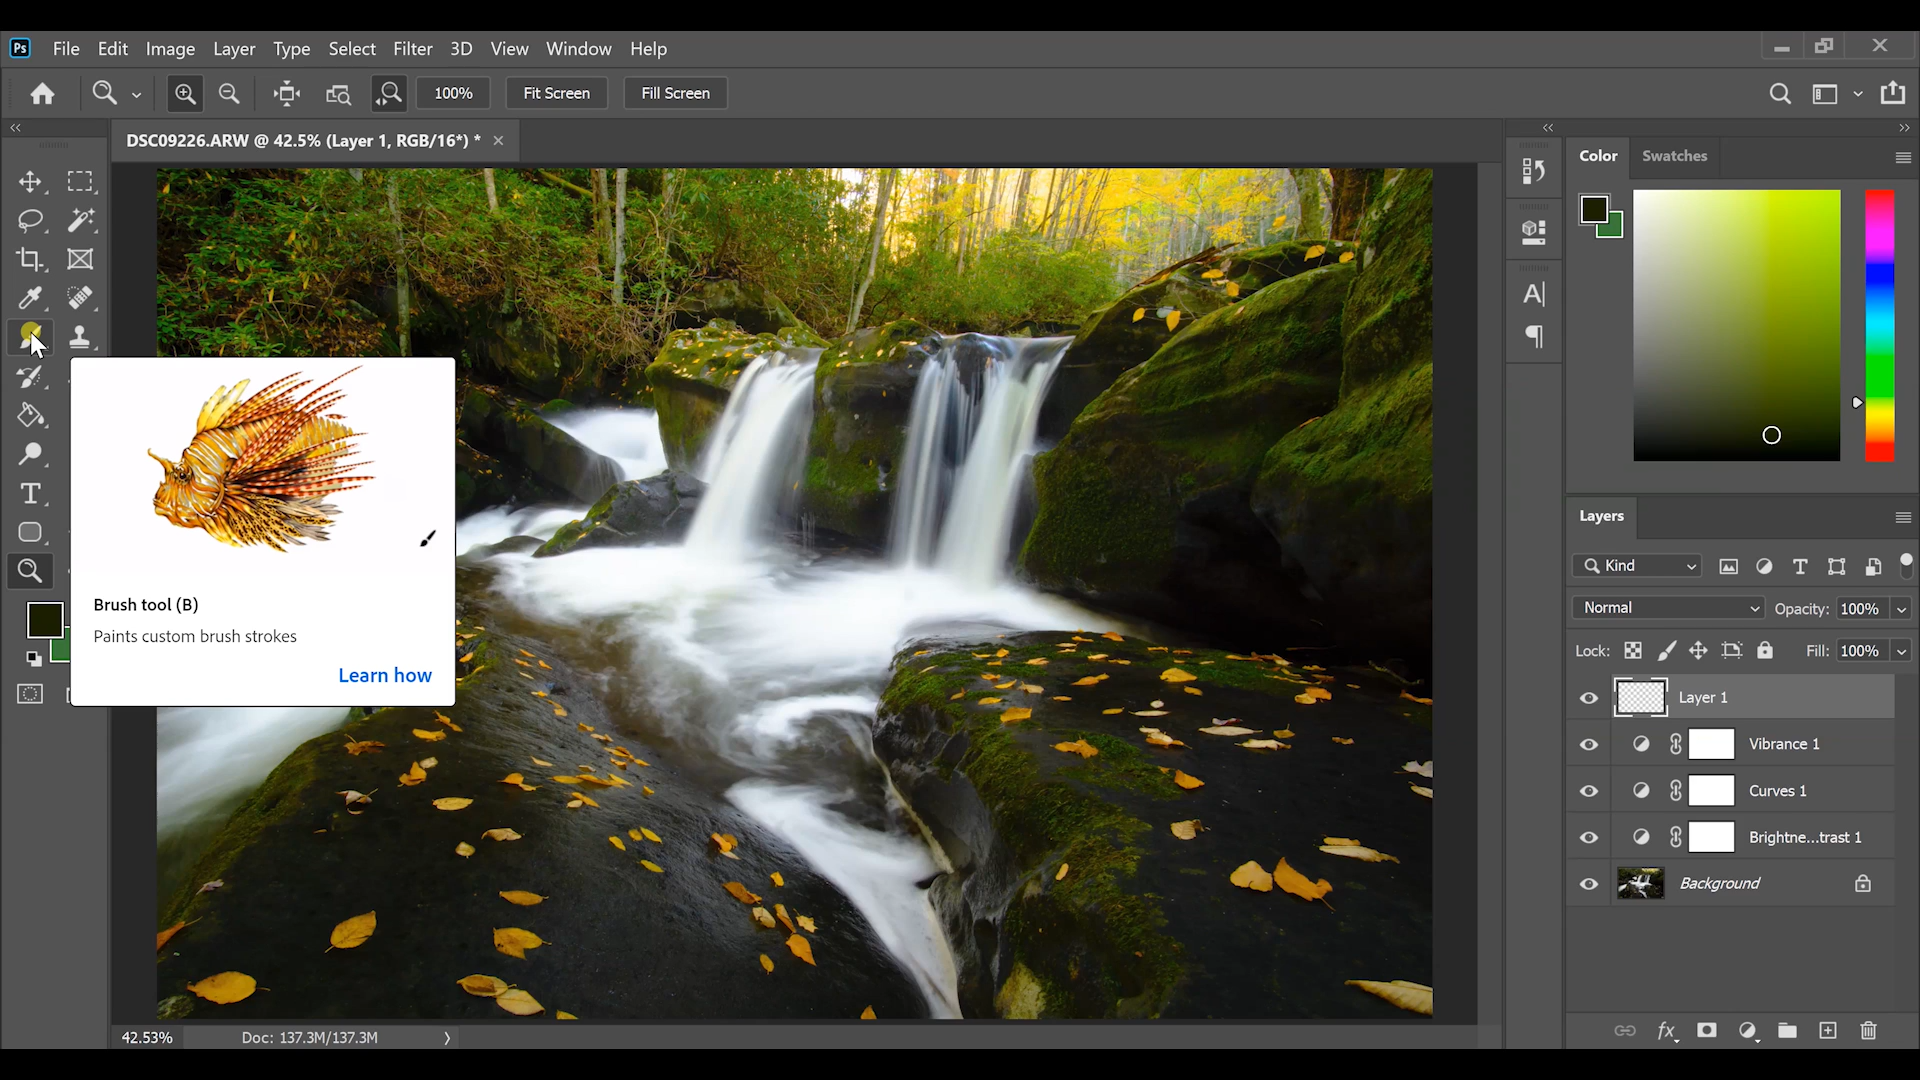 Ps File Edit Image Layer Type Select Filter 3D View Window Help
100% Fit Screen Fill Screen
DSC09226.ARW @ 42.5% (Layer 1, RGB/16*) *
Color Swatches
Brush tool (B)
Paints custom brush strokes
Learn how
Layers
Kind
Normal Opacity: 100%
Lock: Fill: 100%
Layer 1
Vibrance 1
Curves 1
Brightne...trast 1
Background
42.53% Doc: 137.3M/137.3M